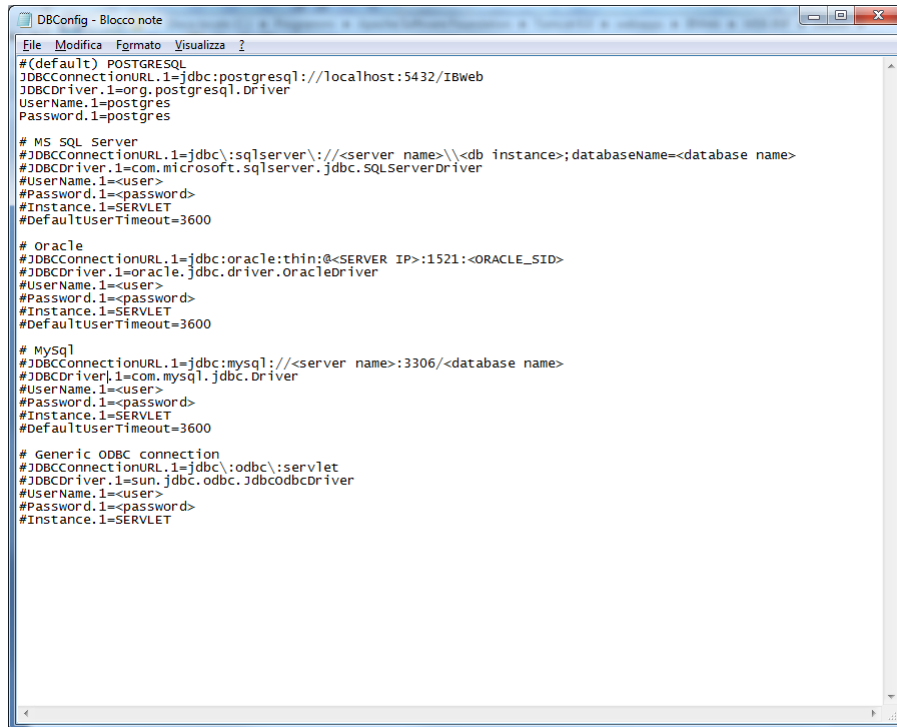 DBConfig - Blocco note
File Modifica Formato Visualizza ?
#(default) POSTGRESQL
JDBCConnectionURL.1=jdbc:postgresql://localhost:5432/IBWeb
JDBCDriver.1=org.postgresql.Driver
UserName.1=postgres
Password.1=postgres
# MS SQL Server
#JDBCConnectionURL.1=jdbc\:sqlserver\://<server name>\\<db instance>;databaseName=<database name>
#JDBCDriver.1=com.microsoft.sqlserver.jdbc.SQLServerDriver
#UserName.1=<user>
#Password.1=<password>
#Instance.1=SERVLET
#DefaultUserTimeout=3600
# Oracle
#JDBCConnectionURL.1=jdbc:oracle:thin:@<SERVER IP>:1521:<ORACLE_SID>
#JDBCDriver.1=oracle.jdbc.driver.OracleDriver
#UserName.1=<user>
#Password.1=<password>
#Instance.1=SERVLET
#DefaultUserTimeout=3600
# MySql
#JDBCConnectionURL.1=jdbc:mysql://<server name>:3306/<database name>
#JDBCDriver.1=com.mysql.jdbc.Driver
#UserName.1=<user>
#Password.1=<password>
#Instance.1=SERVLET
#DefaultUserTimeout=3600
# Generic ODBC connection
#JDBCConnectionURL.1=jdbc\:odbc\:servlet
#JDBCDriver.1=sun.jdbc.odbc.JdbcOdbcDriver
#UserName.1=<user>
#Password.1=<password>
#Instance.1=SERVLET